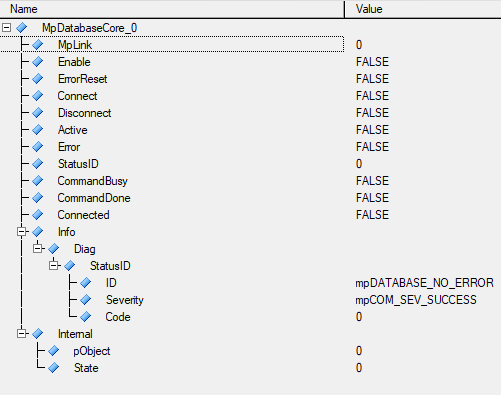 Name Value
MpDatabaseCore_0
MpLink 0
Enable FALSE
ErrorReset FALSE
Connect FALSE
Disconnect FALSE
Active FALSE
Error FALSE
StatusID 0
CommandBusy FALSE
CommandDone FALSE
Connected FALSE
Info
Diag
StatusID
ID mpDATABASE_NO_ERROR
Severity mpCOM_SEV_SUCCESS
Code 0
Internal
pObject 0
State 0